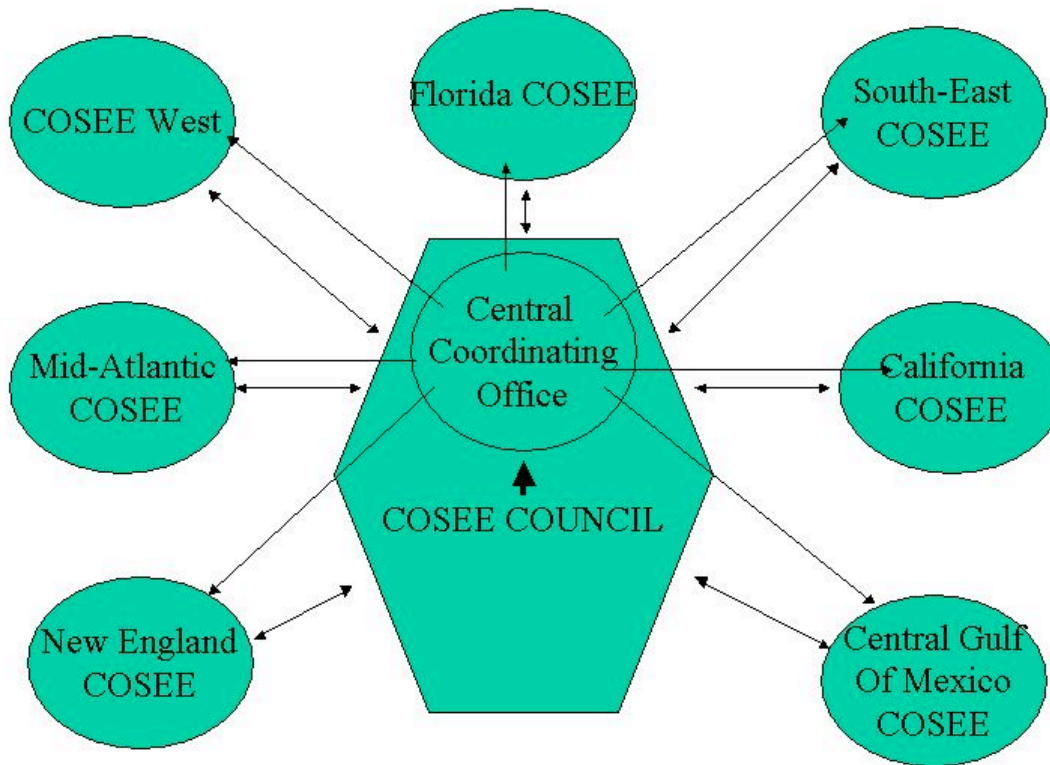 Florida COSEE
COSEE West
South-East
COSEE
Central
Coordinating
Office
Mid-Atlantic
COSEE
California
COSEE
COSEE COUNCIL
New England
COSEE
Central Gulf
Of Mexico
COSEE